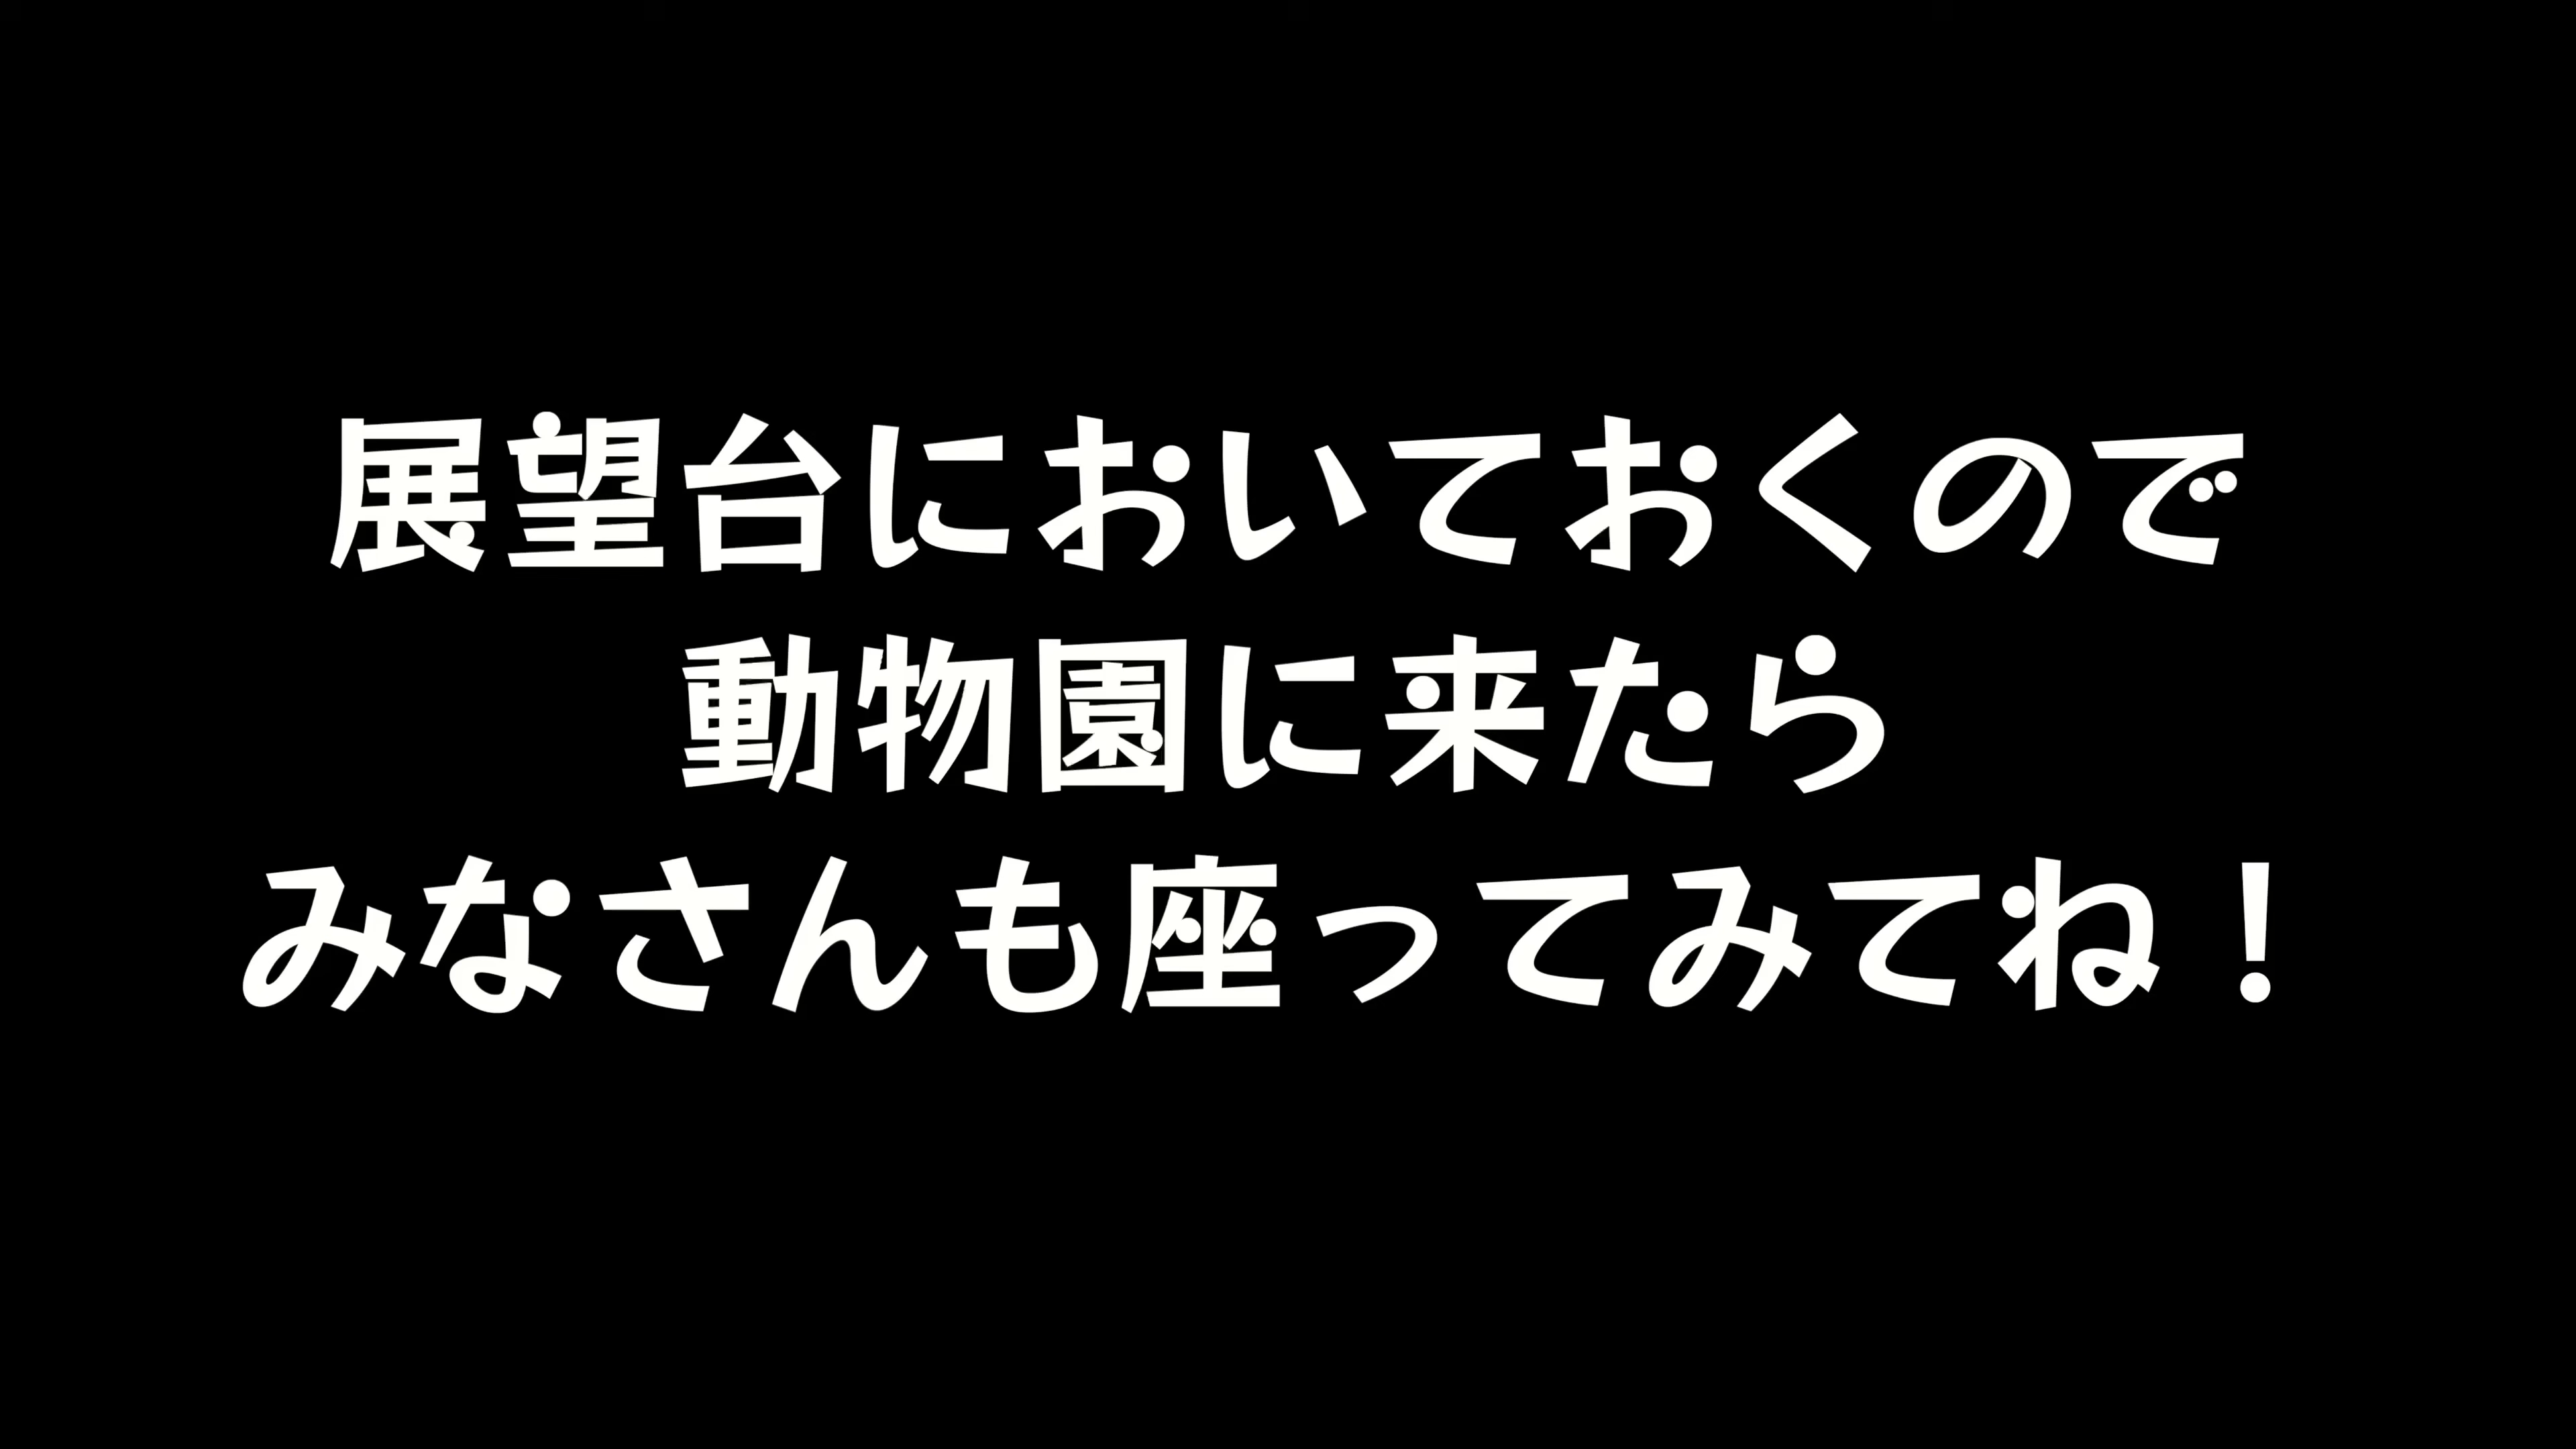 展望台においておくので
動物園に来たら
みなさんも座ってみてね！